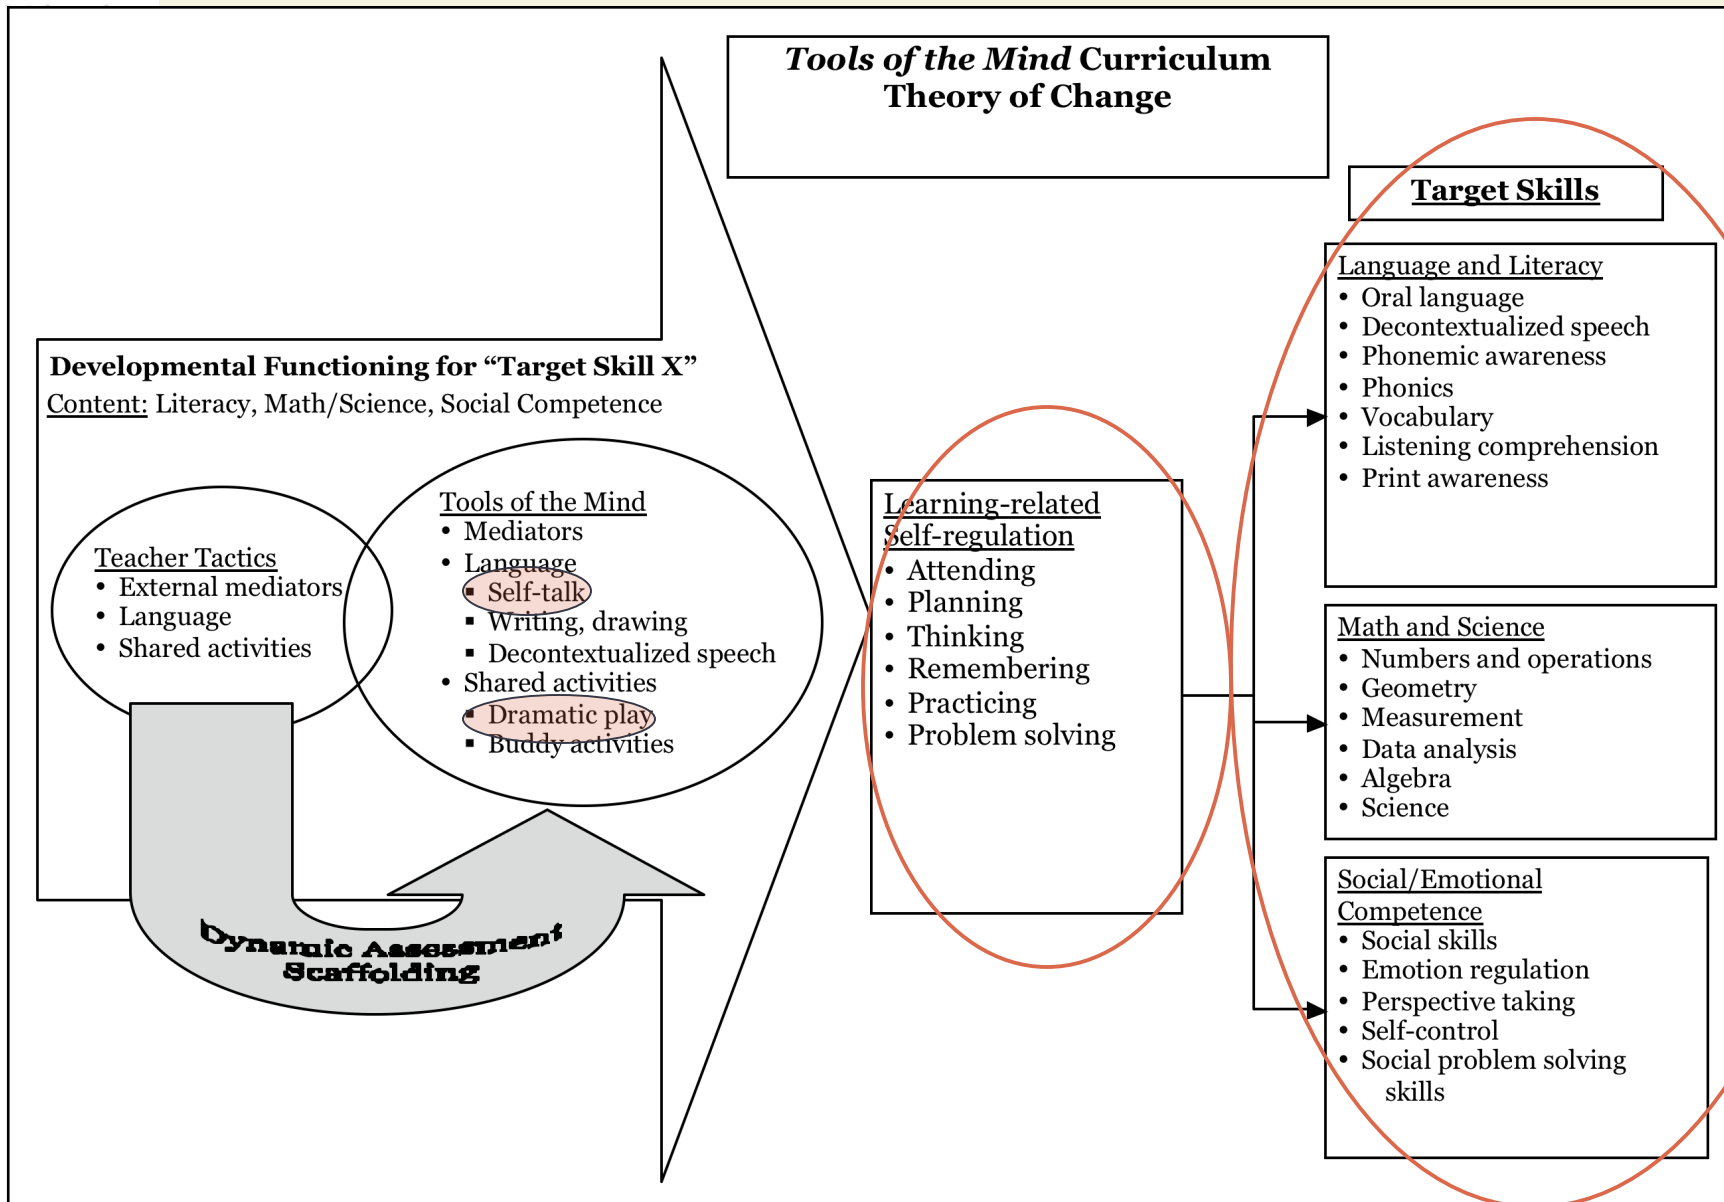 Tools of the Mind Curriculum
Theory of Change
Developmental Functioning for “Target Skill X”
Content: Literacy, Math/Science, Social Competence
Teacher Tactics
• External mediators
• Language
• Shared activities
Tools of the Mind
• Mediators
• Language
▪ Self-talk
▪ Writing, drawing
▪ Decontextualized speech
• Shared activities
▪ Dramatic play
▪ Buddy activities
Dynamic Assessment
Scaffolding
Learning-related
Self-regulation
• Attending
• Planning
• Thinking
• Remembering
• Practicing
• Problem solving
Target Skills
Language and Literacy
• Oral language
• Decontextualized speech
• Phonemic awareness
• Phonics
• Vocabulary
• Listening comprehension
• Print awareness
Math and Science
• Numbers and operations
• Geometry
• Measurement
• Data analysis
• Algebra
• Science
Social/Emotional
Competence
• Social skills
• Emotion regulation
• Perspective taking
• Self-control
• Social problem solving
skills